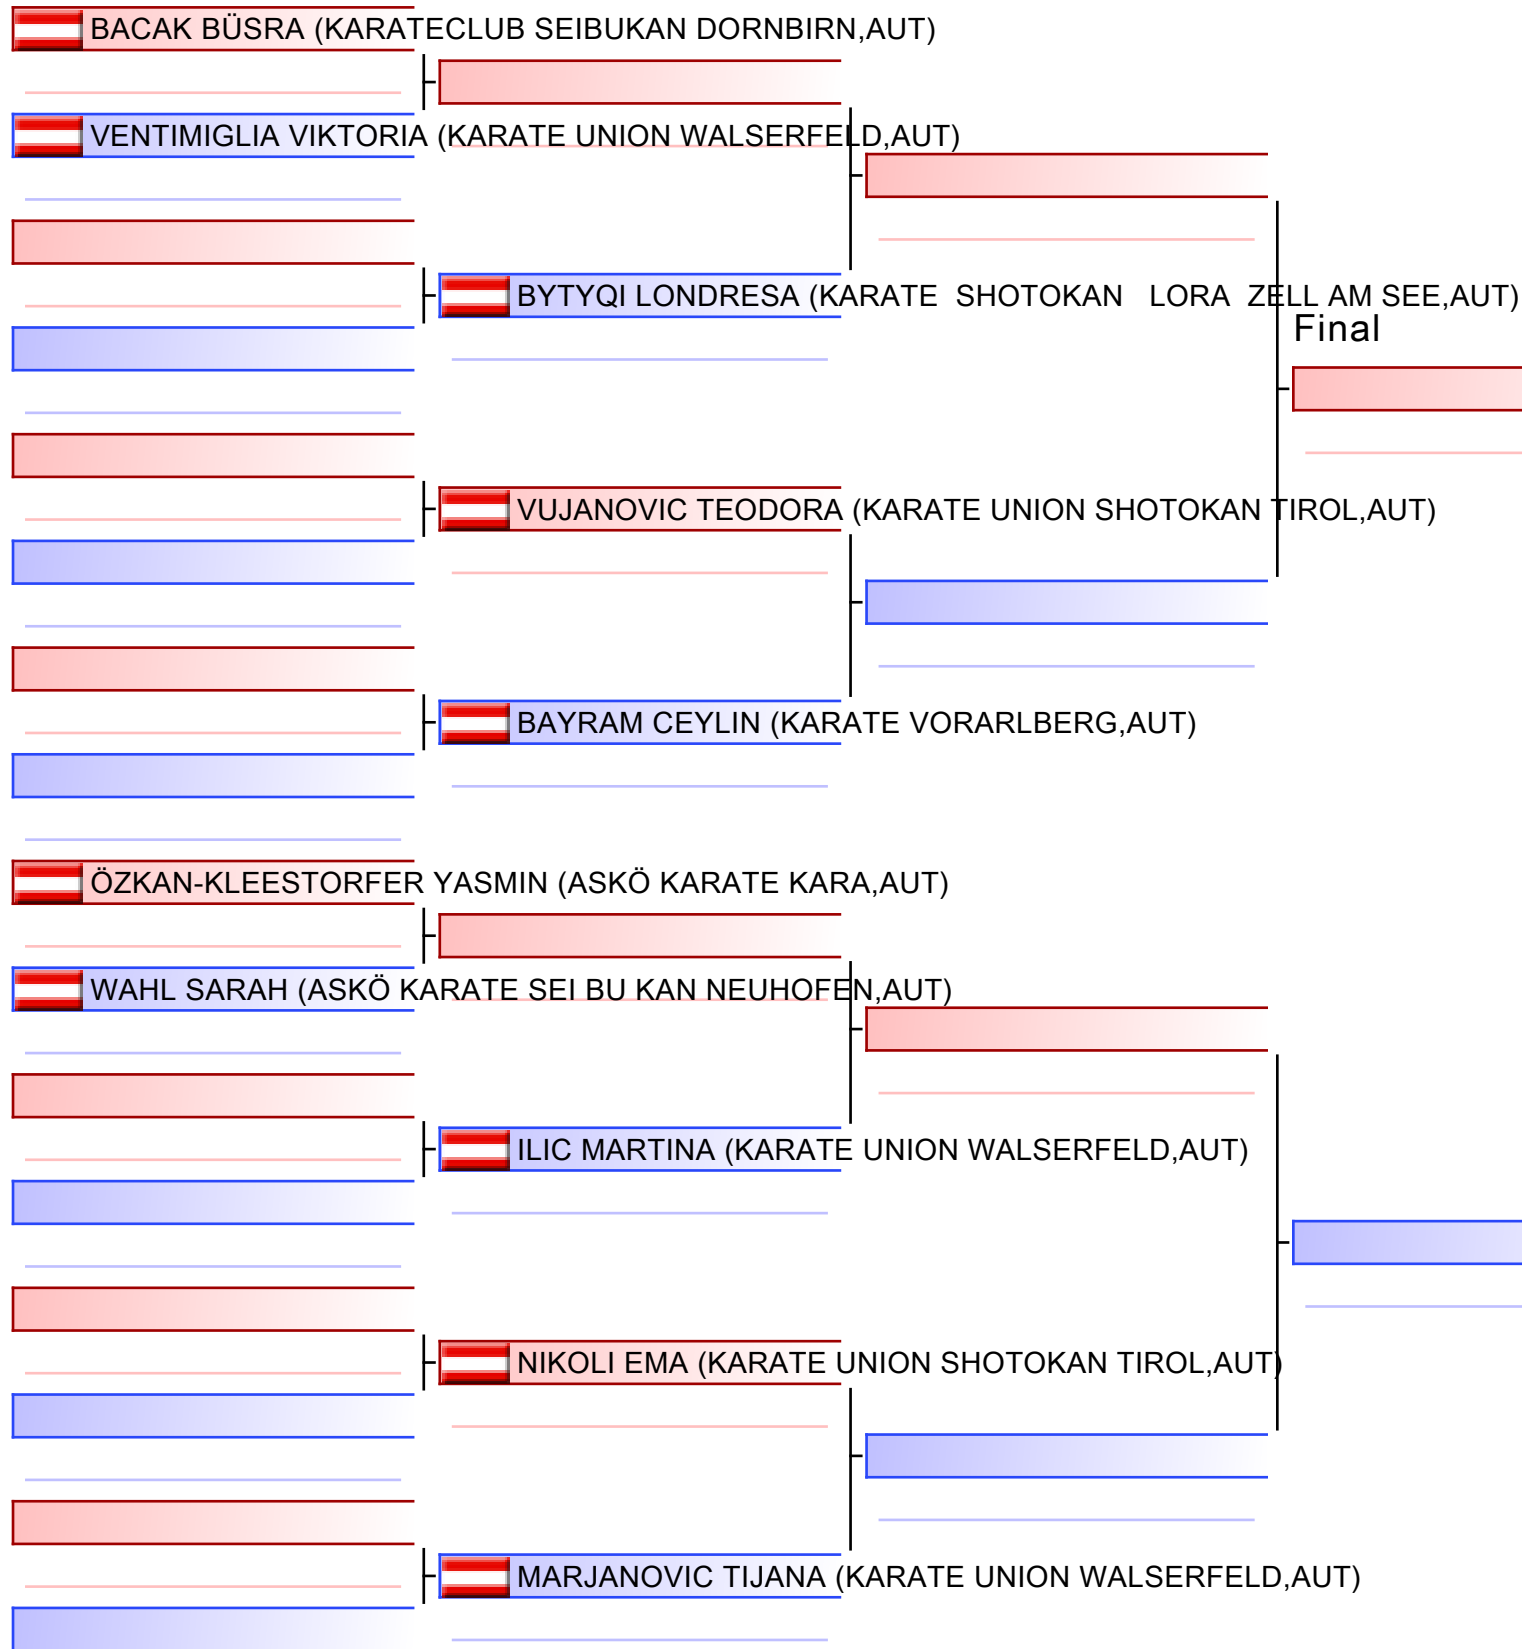 BACAK BÜSRA (KARATECLUB SEIBUKAN DORNBIRN,AUT)
VENTIMIGLIA VIKTORIA (KARATE UNION WALSERFELD,AUT)
BYTYQI LONDRESA (KARATE  SHOTOKAN   LORA  ZELL AM SEE,AUT)
Final
VUJANOVIC TEODORA (KARATE UNION SHOTOKAN TIROL,AUT)
BAYRAM CEYLIN (KARATE VORARLBERG,AUT)
ÖZKAN-KLEESTORFER YASMIN (ASKÖ KARATE KARA,AUT)
WAHL SARAH (ASKÖ KARATE SEI BU KAN NEUHOFEN,AUT)
ILIC MARTINA (KARATE UNION WALSERFELD,AUT)
NIKOLI EMA (KARATE UNION SHOTOKAN TIROL,AUT)
MARJANOVIC TIJANA (KARATE UNION WALSERFELD,AUT)